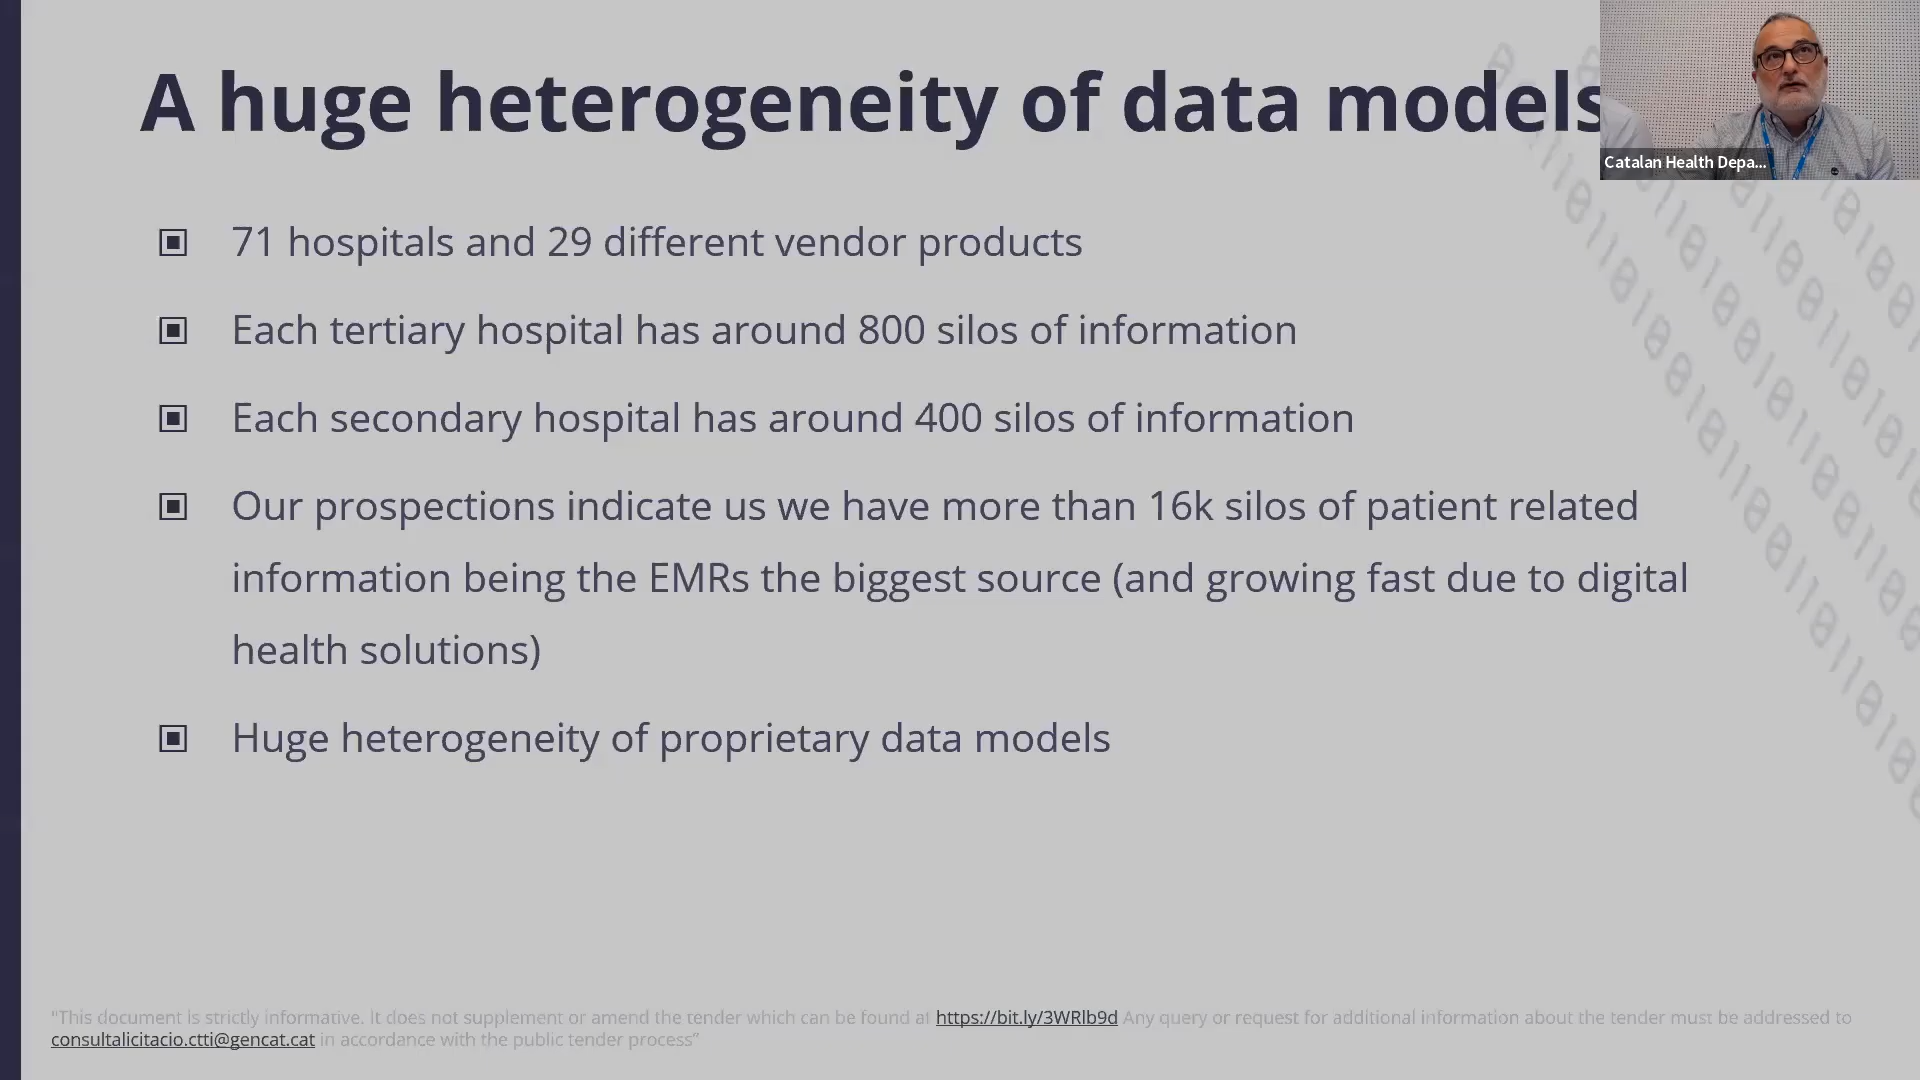 A huge heterogeneity of data models
Catalan Health Depa...
71 hospitals and 29 different vendor products
Each tertiary hospital has around 800 silos of information
Each secondary hospital has around 400 silos of information
Our prospections indicate us we have more than 16k silos of patient related
information being the EMRs the biggest source (and growing fast due to digital
health solutions)
Huge heterogeneity of proprietary data models
"This document is strictly informative. It does not supplement or amend the tender which can be found at https://bit.ly/3WRlb9d Any query or request for additional information about the tender must be addressed to
consultalicitacio.ctti@gencat.cat in accordance with the public tender process"